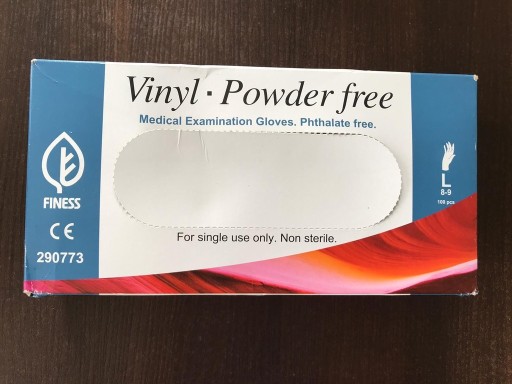 Vinyl · Powder free
Medical Examination Gloves. Phthalate free.
FINESS
CE
290773
L
8-9
100 pcs
For single use only. Non sterile.